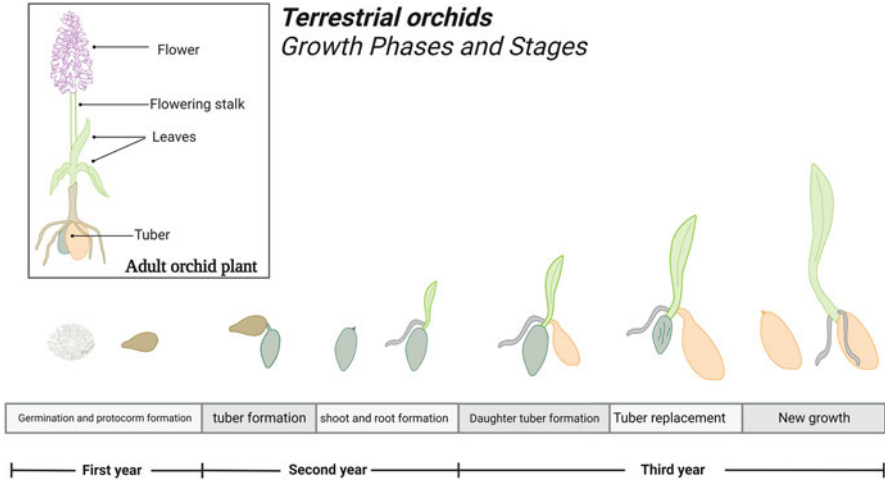 Terrestrial orchids
Growth Phases and Stages
Flower
Flowering stalk
Leaves
Tuber
Adult orchid plant
Germination and protocorm formation
tuber formation
shoot and root formation
Daughter tuber formation
Tuber replacement
New growth
First year
Second year
Third year